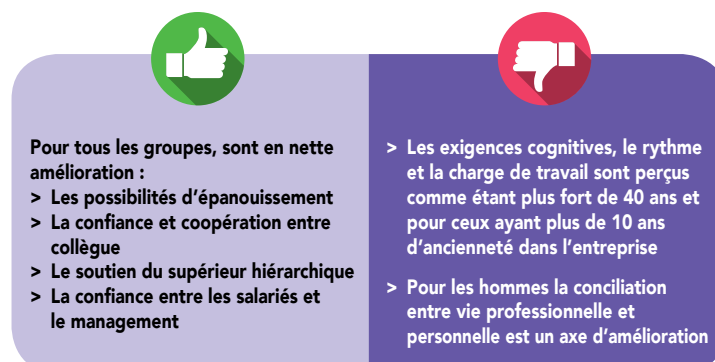 Pour tous les groupes, sont en nette
amélioration :
> Les possibilités d'épanouissement
> La confiance et coopération entre
collègue
> Le soutien du supérieur hiérarchique
> La confiance entre les salariés et
le management
> Les exigences cognitives, le rythme
et la charge de travail sont perçus
comme étant plus fort de 40 ans et
pour ceux ayant plus de 10 ans
d'ancienneté dans l'entreprise
> Pour les hommes la conciliation
entre vie professionnelle et
personnelle est un axe d'amélioration